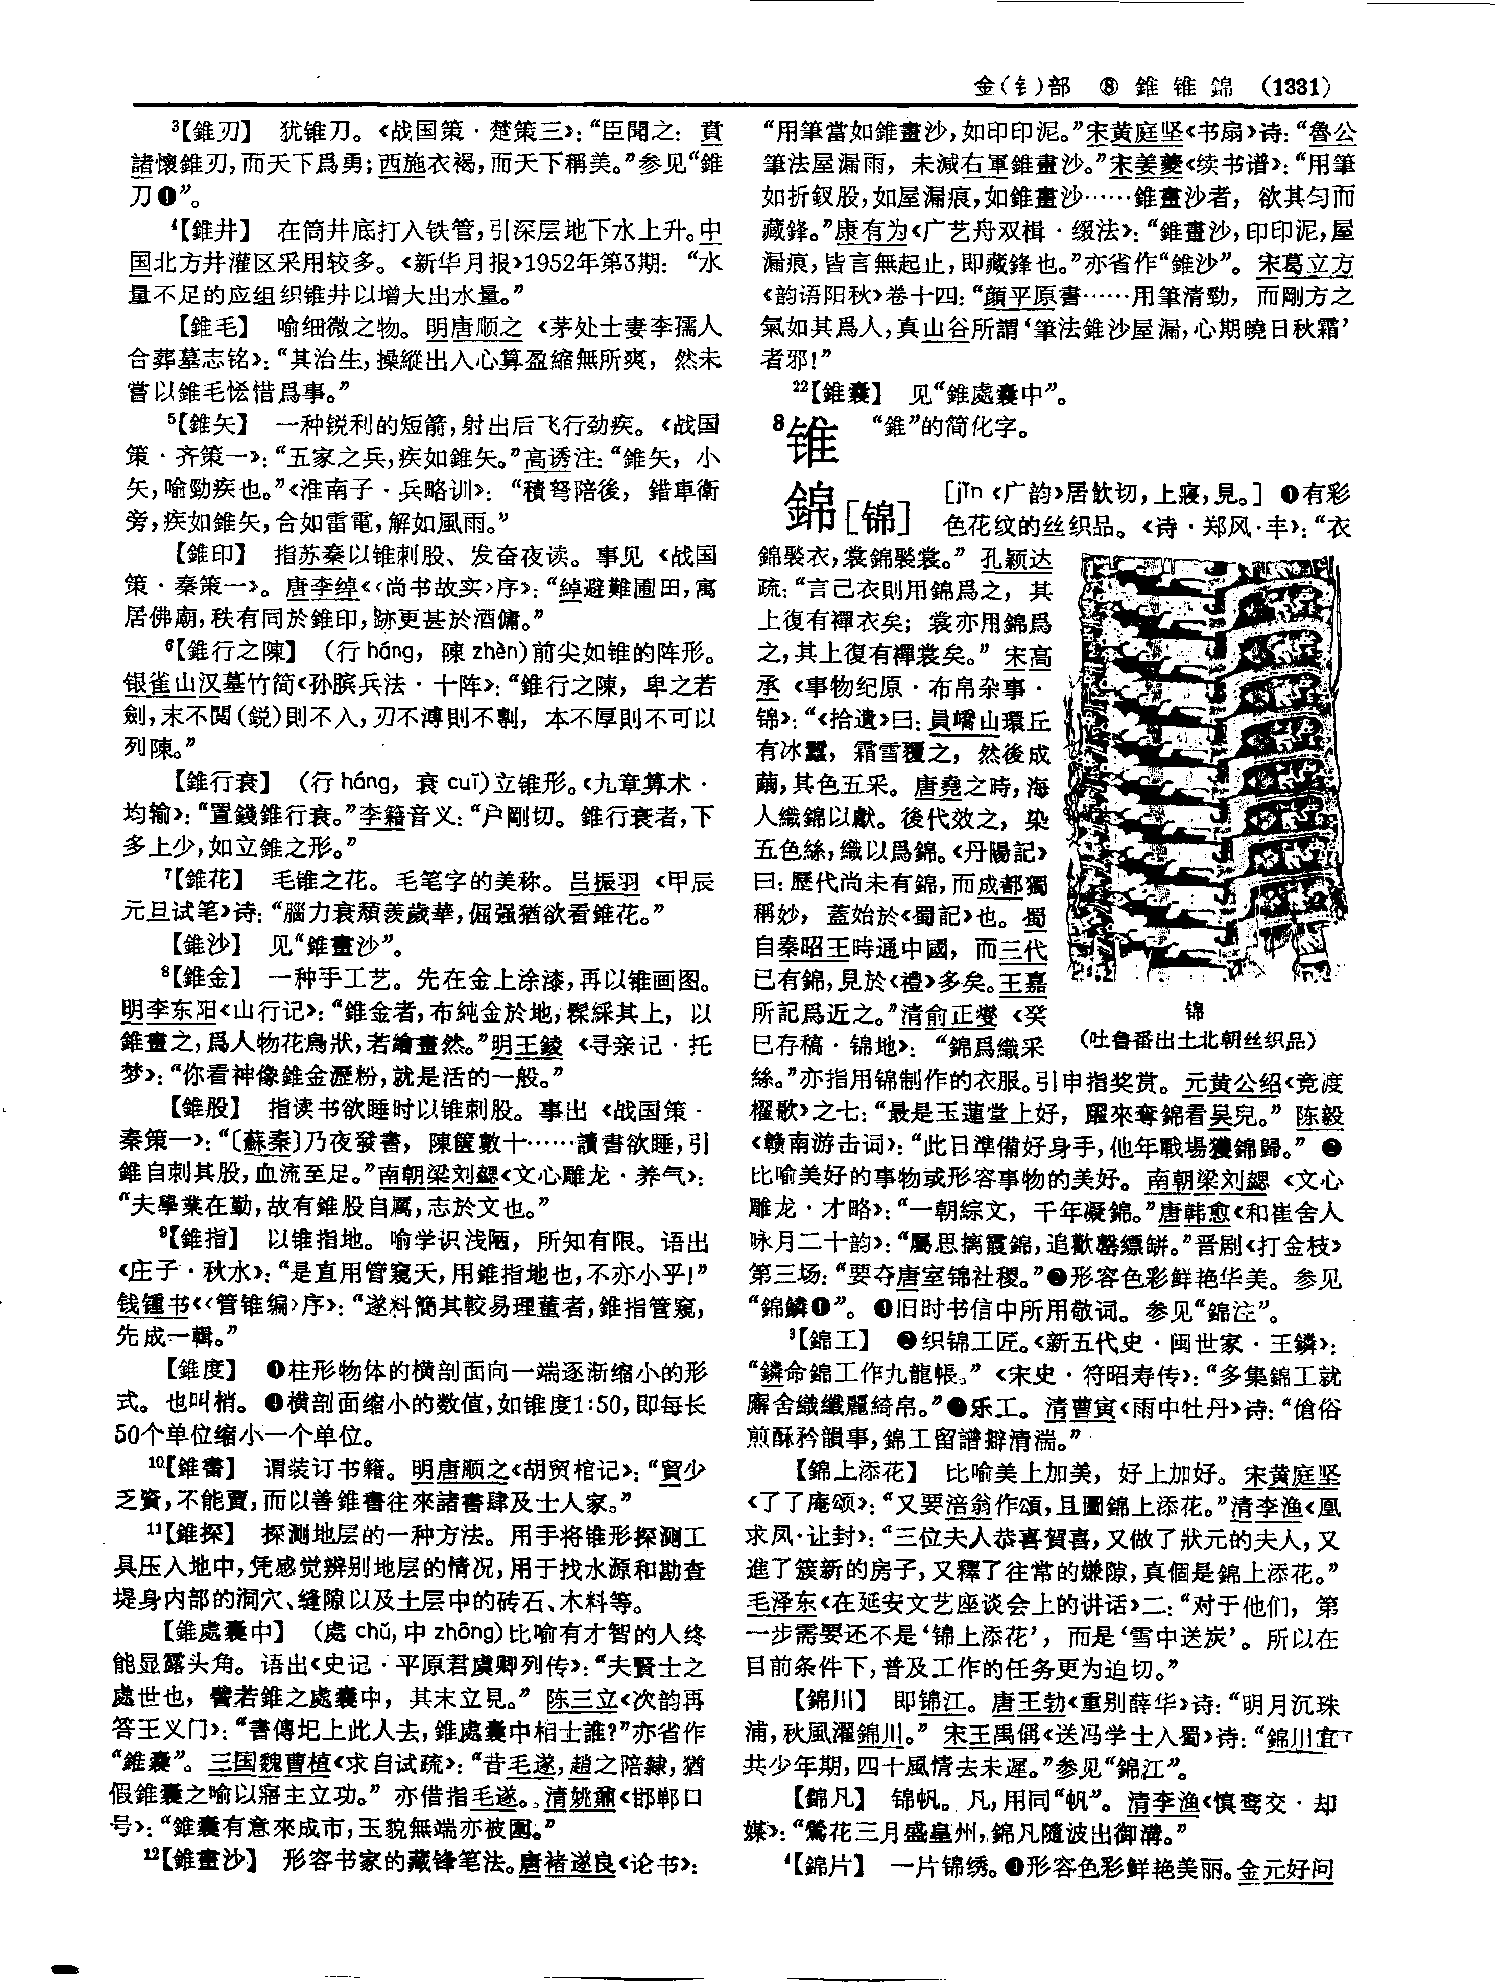 金(钅)部 ⑧ 錐 锥 錦 (1331)
³【錐刃】 犹锥刀。《战国策·楚策三》：“臣聞之：賁
諸懷錐刃，而天下爲勇；西施衣褐，而天下稱美。”参见“錐
刀❶”。
⁴【錐井】 在筒井底打入铁管，引深层地下水上升。中
国北方井灌区采用较多。《新华月报》1952年第3期：“水
量不足的应组织锥井以增大出水量。”
【錐毛】 喻细微之物。明唐顺之《茅处士妻李孺人
合葬墓志铭》：“其治生，操縱出入心算盈縮無所爽，然未
嘗以錐毛恡惜爲事。”
⁵【錐矢】 一种锐利的短箭，射出后飞行劲疾。《战国
策·齐策一》：“五家之兵，疾如錐矢。”高诱注：“錐矢，小
矢，喻勁疾也。”《淮南子·兵略训》：“積弩陪後，錯車衛
旁，疾如錐矢，合如雷電，解如風雨。”
【錐印】 指苏秦以锥刺股、发奋夜读。事见《战国
策·秦策一》。唐李绰《〈尚书故实〉序》：“綽避難圃田，寓
居佛廟，秩有同於錐印，跡更甚於酒傭。”
⁶【錐行之陳】 (行háng，陳zhèn)前尖如锥的阵形。
银雀山汉墓竹简《孙膑兵法·十阵》：“錐行之陳，卑之若
劍，末不閲(鋭)則不入，刃不溥則不剸，本不厚則不可以
列陳。”
【錐行衰】 (行háng，衰cuī)立锥形。《九章算术·
均输》：“置錢錐行衰。”李籍音义：“户剛切。錐行衰者，下
多上少，如立錐之形。”
⁷【錐花】 毛锥之花。毛笔字的美称。吕振羽《甲辰
元旦试笔》诗：“腦力衰頽羨歲華，倔强猶欲看錐花。”
【錐沙】 见“錐畫沙”。
⁸【錐金】 一种手工艺。先在金上涂漆，再以锥画图。
明李东阳《山行记》：“錐金者，布純金於地，髹綵其上，以
錐畫之，爲人物花鳥狀，若繪畫然。”明王錂《寻亲记·托
梦》：“你看神像錐金瀝粉，就是活的一般。”
【錐股】 指读书欲睡时以锥刺股。事出《战国策·
秦策一》：“〔蘇秦〕乃夜發書，陳篋數十……讀書欲睡，引
錐自刺其股，血流至足。”南朝梁刘勰《文心雕龙·养气》：
“夫學業在勤，故有錐股自厲，志於文也。”
⁹【錐指】 以锥指地。喻学识浅陋，所知有限。语出
《庄子·秋水》：“是直用管窺天，用錐指地也，不亦小乎！”
钱锺书《〈管锥编〉序》：“遂料簡其較易理董者，錐指管窺，
先成一輯。”
【錐度】 ❶柱形物体的横剖面向一端逐渐缩小的形
式。也叫梢。❷横剖面缩小的数值，如锥度1:50，即每长
50个单位缩小一个单位。
¹⁰【錐書】 谓装订书籍。明唐顺之《胡贸棺记》：“貿少
乏資，不能賈，而以善錐書往來諸書肆及士人家。”
¹¹【錐探】 探测地层的一种方法。用手将锥形探测工
具压入地中，凭感觉辨别地层的情况，用于找水源和勘查
堤身内部的洞穴、缝隙以及土层中的砖石、木料等。
【錐處囊中】 (處chǔ，中zhōng)比喻有才智的人终
能显露头角。语出《史记·平原君虞卿列传》：“夫賢士之
處世也，譬若錐之處囊中，其末立見。”陈三立《次韵再
答王义门》：“書傳圯上此人去，錐處囊中相士誰？”亦省作
“錐囊”。三国魏曹植《求自试疏》：“昔毛遂，趙之陪隸，猶
假錐囊之喻以寤主立功。”亦借指毛遂。清姚鼐《邯郸口
号》：“錐囊有意來成市，玉貌無端亦被圍。”
¹²【錐畫沙】 形容书家的藏锋笔法。唐褚遂良《论书》：
“用筆當如錐畫沙，如印印泥。”宋黄庭坚《书扇》诗：“魯公
筆法屋漏雨，未減右軍錐畫沙。”宋姜夔《续书谱》：“用筆
如折釵股，如屋漏痕，如錐畫沙……錐畫沙者，欲其匀而
藏鋒。”康有为《广艺舟双楫·缀法》：“錐畫沙，印印泥，屋
漏痕，皆言無起止，即藏鋒也。”亦省作“錐沙”。宋葛立方
《韵语阳秋》卷十四：“顔平原書……用筆清勁，而剛方之
氣如其爲人，真山谷所謂‘筆法錐沙屋漏，心期曉日秋霜’
者邪！”
²²【錐囊】 见“錐處囊中”。
⁸锥 “錐”的简化字。
錦[锦] [jǐn《广韵》居飲切，上寢，見。] ❶有彩
色花纹的丝织品。《诗·郑风·丰》：“衣
錦褧衣，裳錦褧裳。”孔颖达
疏：“言己衣則用錦爲之，其
上復有禪衣矣；裳亦用錦爲
之，其上復有禪裳矣。”宋高
承《事物纪原·布帛杂事·
锦》：“《拾遺》曰：員嶠山環丘
有冰蠶，霜雪覆之，然後成
繭，其色五采。唐堯之時，海
人織錦以獻。後代效之，染
五色絲，織以爲錦。《丹陽記》
曰：歷代尚未有錦，而成都獨
稱妙，蓋始於《蜀記》也。蜀
自秦昭王時通中國，而三代
已有錦，見於《禮》多矣。王嘉
所記爲近之。”清俞正燮《癸
巳存稿·锦地》：“錦爲織采
锦
(吐鲁番出土北朝丝织品)
絲。”亦指用锦制作的衣服。引申指奖赏。元黄公绍《竞渡
櫂歌》之七：“最是玉蓮堂上好，躍來奪錦看吴兒。”陈毅
《赣南游击词》：“此日準備好身手，他年戰場獲錦歸。”❷
比喻美好的事物或形容事物的美好。南朝梁刘勰《文心
雕龙·才略》：“一朝綜文，千年凝錦。”唐韩愈《和崔舍人
咏月二十韵》：“屬思摛霞錦，追歡罄縹缾。”晋剧《打金枝》
第三场：“要夺唐室锦社稷。”❸形容色彩鲜艳华美。参见
“錦鱗❶”。❹旧时书信中所用敬词。参见“錦注”。
³【錦工】 ❶织锦工匠。《新五代史·闽世家·王鏻》：
“鏻命錦工作九龍帳。”《宋史·符昭寿传》：“多集錦工就
廨舍織纖麗綺帛。”❷乐工。清曹寅《雨中牡丹》诗：“傖俗
煎酥矜韻事，錦工留譜擗清湍。”
【錦上添花】 比喻美上加美，好上加好。宋黄庭坚
《了了庵颂》：“又要涪翁作頌，且圖錦上添花。”清李渔《凰
求凤·让封》：“三位夫人恭喜賀喜，又做了狀元的夫人，又
進了簇新的房子，又釋了往常的嫌隙，真個是錦上添花。”
毛泽东《在延安文艺座谈会上的讲话》二：“对于他们，第
一步需要还不是‘锦上添花’，而是‘雪中送炭’。所以在
目前条件下，普及工作的任务更为迫切。”
【錦川】 即锦江。唐王勃《重别薛华》诗：“明月沉珠
浦，秋風濯錦川。”宋王禹偁《送冯学士入蜀》诗：“錦川宜
共少年期，四十風情去未遲。”参见“錦江”。
【錦凡】 锦帆。凡，用同“帆”。清李渔《慎鸾交·却
媒》：“鶯花三月盛皇州，錦凡隨波出御溝。”
⁴【錦片】 一片锦绣。❶形容色彩鲜艳美丽。金元好问